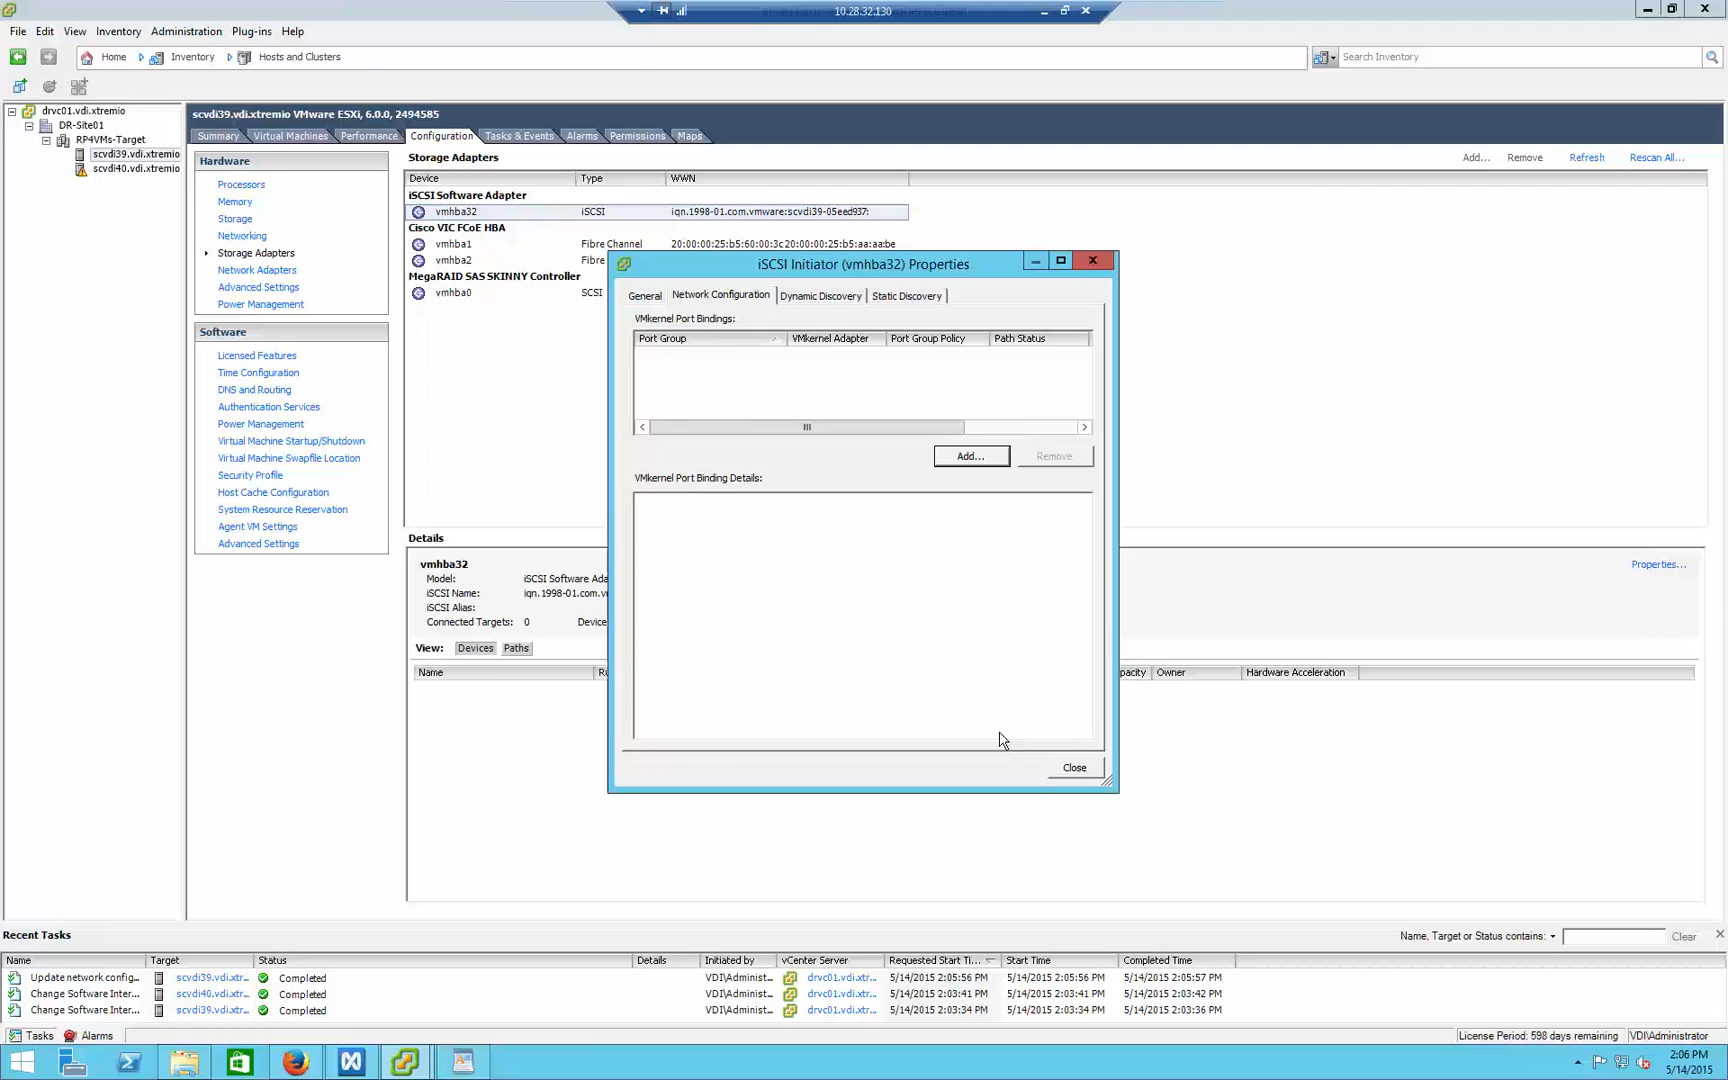 10.28.32.130
File Edit View Inventory Administration Plug-ins Help
Home Inventory Hosts and Clusters
Search Inventory
drvc01.vdi.xtremio
DR-Site01
RP4VMs-Target
scvdi39.vdi.xtremio
scvdi40.vdi.xtremio
scvdi39.vdi.xtremio VMware ESXi, 6.0.0, 2494585
Summary Virtual Machines Performance Configuration Tasks & Events Alarms Permissions Maps
Hardware
Processors
Memory
Storage
Networking
Storage Adapters
Network Adapters
Advanced Settings
Power Management
Software
Licensed Features
Time Configuration
DNS and Routing
Authentication Services
Power Management
Virtual Machine Startup/Shutdown
Virtual Machine Swapfile Location
Security Profile
Host Cache Configuration
System Resource Reservation
Agent VM Settings
Advanced Settings
Storage Adapters
Add... Remove Refresh Rescan All...
Device Type WWN
iSCSI Software Adapter
vmhba32 iSCSI iqn.1998-01.com.vmware:scvdi39-05eed937:
Cisco VIC FCoE HBA
vmhba1 Fibre Channel 20:00:00:25:b5:60:00:3c 20:00:00:25:b5:aa:aa:be
vmhba2 Fibre
MegaRAID SAS SKINNY Controller
vmhba0 SCSI
iSCSI Initiator (vmhba32) Properties
General Network Configuration Dynamic Discovery Static Discovery
VMkernel Port Bindings:
Port Group VMkernel Adapter Port Group Policy Path Status
Add... Remove
VMkernel Port Binding Details:
Close
Details
vmhba32
Properties...
Model: iSCSI Software Ada
iSCSI Name: iqn.1998-01.com.v
iSCSI Alias:
Connected Targets: 0 Device
View: Devices Paths
Name Ru pacity Owner Hardware Acceleration
Recent Tasks
Name, Target or Status contains: Clear
Name Target Status Details Initiated by vCenter Server Requested Start Ti... Start Time Completed Time
Update network config... scvdi39.vdi.xtr... Completed VDI\Administ... drvc01.vdi.xt... 5/14/2015 2:05:56 PM 5/14/2015 2:05:56 PM 5/14/2015 2:05:57 PM
Change Software Inter... scvdi40.vdi.xtr... Completed VDI\Administ... drvc01.vdi.xt... 5/14/2015 2:03:41 PM 5/14/2015 2:03:41 PM 5/14/2015 2:03:42 PM
Change Software Inter... scvdi39.vdi.xtr... Completed VDI\Administ... drvc01.vdi.xt... 5/14/2015 2:03:34 PM 5/14/2015 2:03:34 PM 5/14/2015 2:03:36 PM
Tasks Alarms
License Period: 598 days remaining VDI\Administrator
2:06 PM
5/14/2015